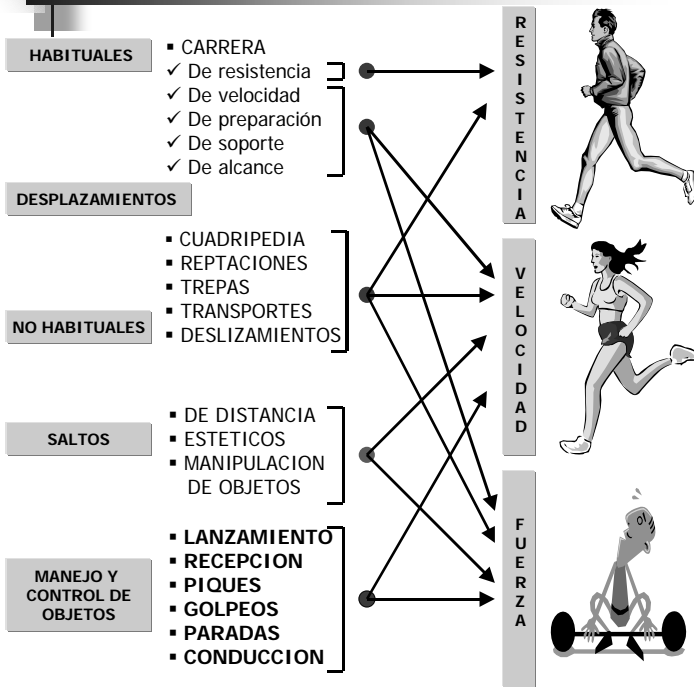 HABITUALES
▪ CARRERA
✓ De resistencia
✓ De velocidad
✓ De preparación
✓ De soporte
✓ De alcance
DESPLAZAMIENTOS
▪ CUADRIPEDIA
▪ REPTACIONES
▪ TREPAS
▪ TRANSPORTES
▪ DESLIZAMIENTOS
NO HABITUALES
SALTOS
▪ DE DISTANCIA
▪ ESTETICOS
▪ MANIPULACION
DE OBJETOS
MANEJO Y
CONTROL DE
OBJETOS
▪ LANZAMIENTO
▪ RECEPCION
▪ PIQUES
▪ GOLPEOS
▪ PARADAS
▪ CONDUCCION
RESISTENCIA
VELOCIDAD
FUERZA